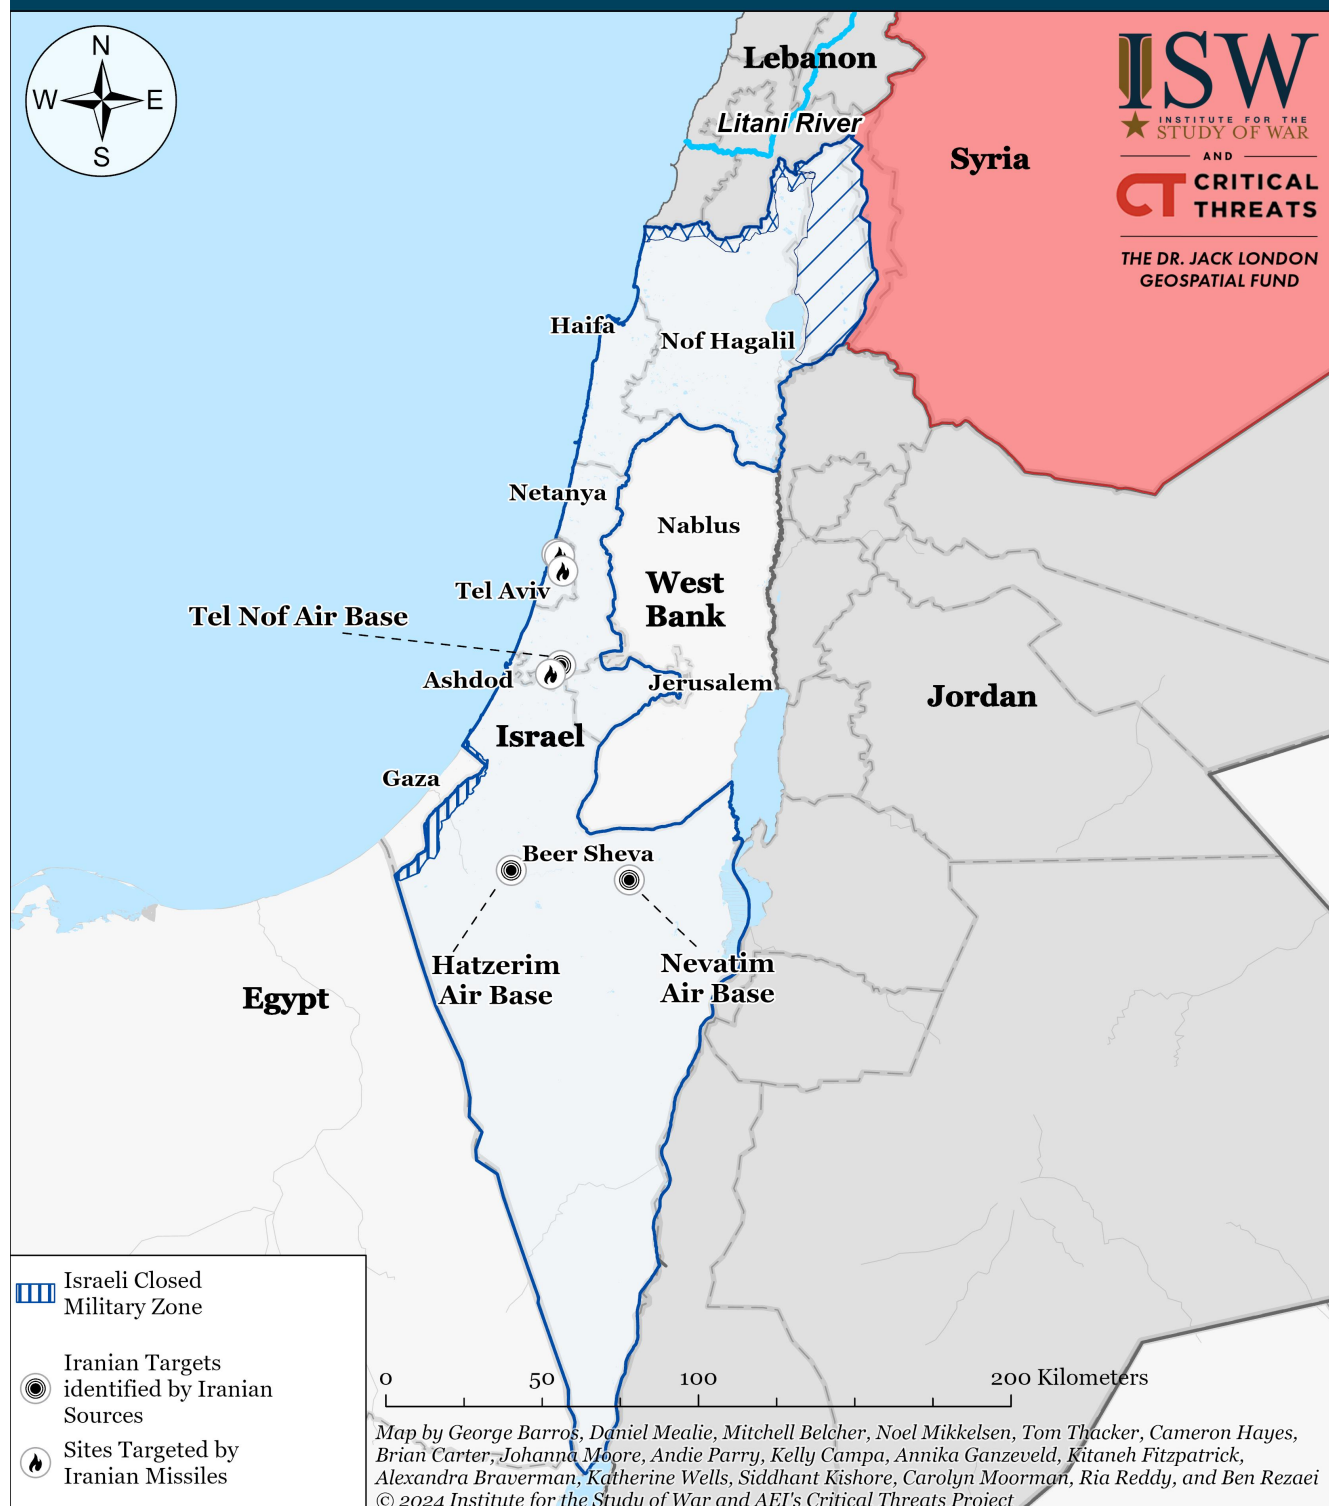 N
W
E
S
Lebanon
Litani River
Syria
ISW
INSTITUTE FOR THE
STUDY OF WAR
AND
CT CRITICAL
THREATS
THE DR. JACK LONDON
GEOSPATIAL FUND
Haifa
Nof Hagalil
Netanya
Nablus
West
Bank
Tel Aviv
Tel Nof Air Base
Ashdod
Jerusalem
Jordan
Israel
Gaza
Beer Sheva
Hatzerim
Air Base
Nevatim
Air Base
Egypt
Israeli Closed
Military Zone
Iranian Targets
identified by Iranian
Sources
Sites Targeted by
Iranian Missiles
0 50 100 200 Kilometers
Map by George Barros, Daniel Mealie, Mitchell Belcher, Noel Mikkelsen, Tom Thacker, Cameron Hayes,
Brian Carter, Johanna Moore, Andie Parry, Kelly Campa, Annika Ganzeveld, Kitaneh Fitzpatrick,
Alexandra Braverman, Katherine Wells, Siddhant Kishore, Carolyn Moorman, Ria Reddy, and Ben Rezaei
© 2024 Institute for the Study of War and AEI's Critical Threats Project